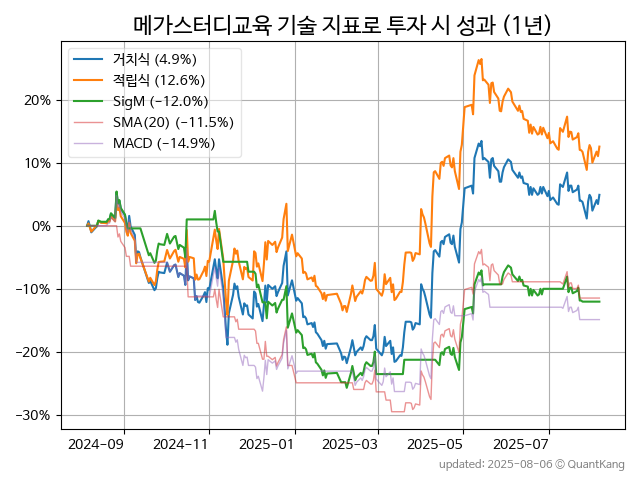 메가스터디교육 기술 지표로 투자 시 성과 (1년)
거치식 (4.9%)
적립식 (12.6%)
SigM (−12.0%)
SMA(20) (−11.5%)
MACD (−14.9%)
20%
10%
0%
−10%
−20%
−30%
2024-09 2024-11 2025-01 2025-03 2025-05 2025-07
updated: 2025-08-06 © QuantKang